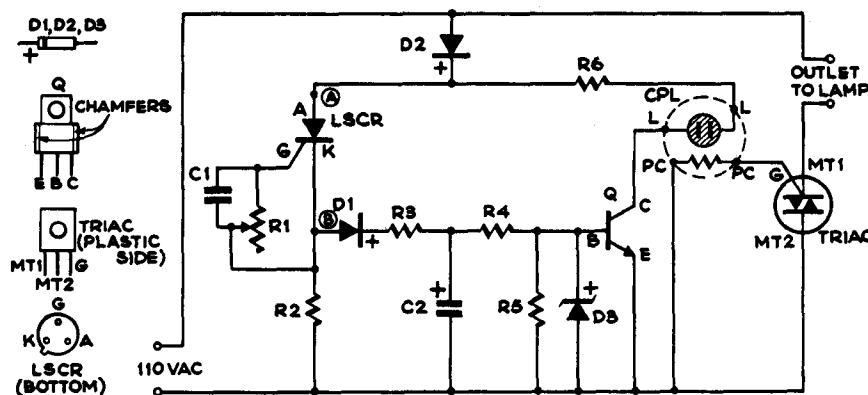 D1, D2, D3
+
Q
CHAMFERS
E B C
TRIAC
(PLASTIC
SIDE)
MT1 G
MT2
G
K A
LSCR
(BOTTOM)
110 VAC
D2
+
R6
A
A
LSCR
G K
C1
R1
B
D1
+
R3
R4
R2
+
C2
R5
+
D3
Q
C
B
E
CPL
L L
PC PC
G
OUTLET
TO LAMP
MT1
MT2 TRIAC